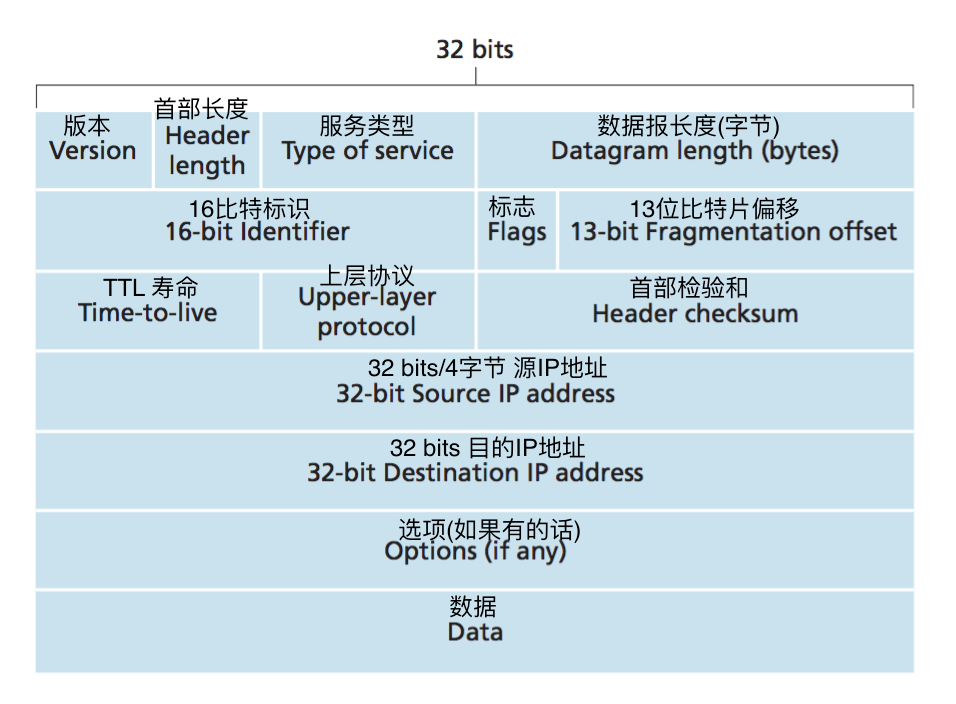 32 bits
版本
Version
首部长度
Header
length
服务类型
Type of service
数据报长度(字节)
Datagram length (bytes)
16比特标识
16-bit Identifier
标志
Flags
13位比特片偏移
13-bit Fragmentation offset
TTL 寿命
Time-to-live
上层协议
Upper-layer
protocol
首部检验和
Header checksum
32 bits/4字节 源IP地址
32-bit Source IP address
32 bits 目的IP地址
32-bit Destination IP address
选项(如果有的话)
Options (if any)
数据
Data